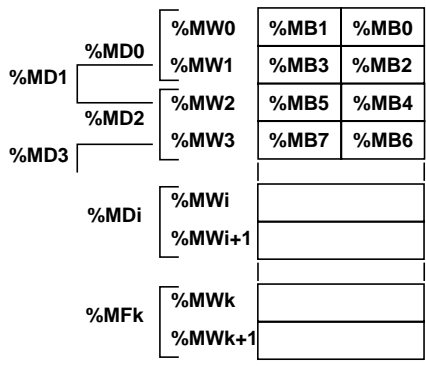 %MW0 %MB1 %MB0
%MD0
%MD1 %MW1 %MB3 %MB2
%MW2 %MB5 %MB4
%MD2
%MD3 %MW3 %MB7 %MB6
%MWi
%MDi
%MWi+1
%MWk
%MFk
%MWk+1